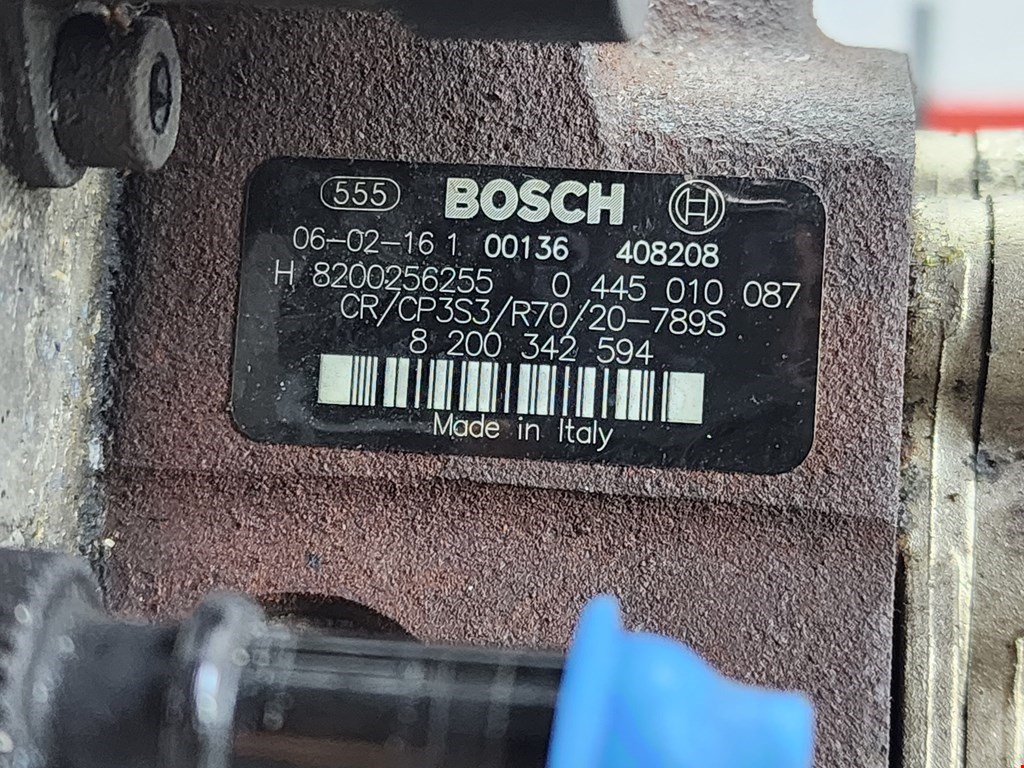 555 BOSCH H
06-02-16 1 00136 408208
H 8200256255 0 445 010 087
CR/CP3S3/R70/20-789S
8 200 342 594
Made in Italy